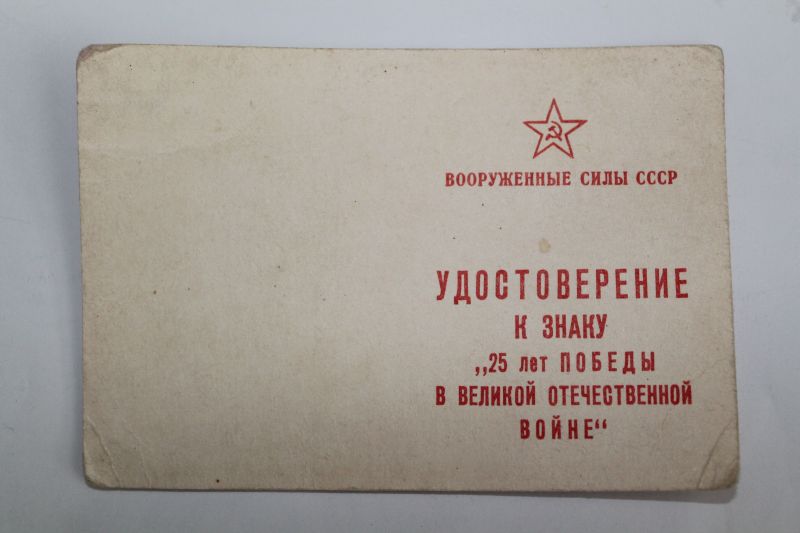 ВООРУЖЕННЫЕ СИЛЫ СССР
УДОСТОВЕРЕНИЕ
К ЗНАКУ
„25 лет ПОБЕДЫ
В ВЕЛИКОЙ ОТЕЧЕСТВЕННОЙ
ВОЙНЕ“